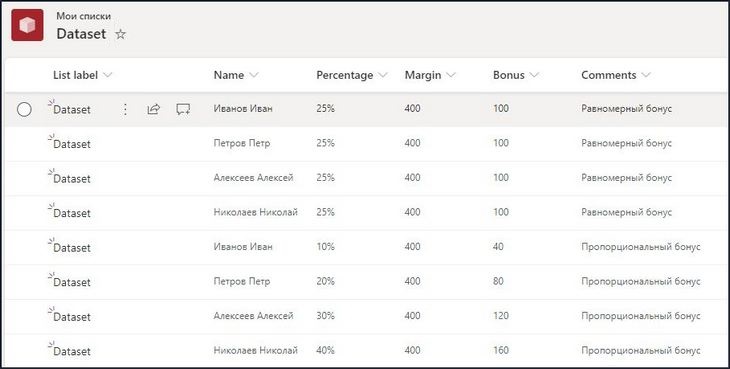 Мои списки
Dataset
List label Name Percentage Margin Bonus Comments
Dataset Иванов Иван 25% 400 100 Равномерный бонус
Dataset Петров Петр 25% 400 100 Равномерный бонус
Dataset Алексеев Алексей 25% 400 100 Равномерный бонус
Dataset Николаев Николай 25% 400 100 Равномерный бонус
Dataset Иванов Иван 10% 400 40 Пропорциональный бонус
Dataset Петров Петр 20% 400 80 Пропорциональный бонус
Dataset Алексеев Алексей 30% 400 120 Пропорциональный бонус
Dataset Николаев Николай 40% 400 160 Пропорциональный бонус